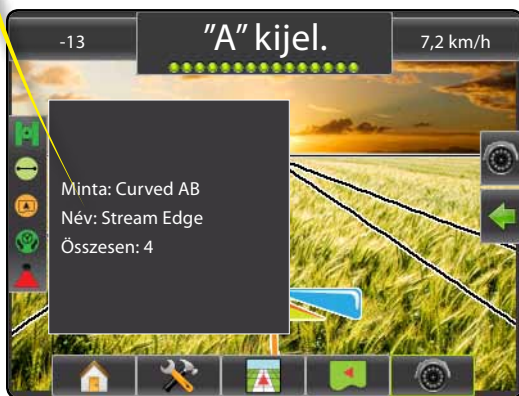 -13
”A” kijel.
7,2 km/h
Minta: Curved AB
Név: Stream Edge
Összesen: 4